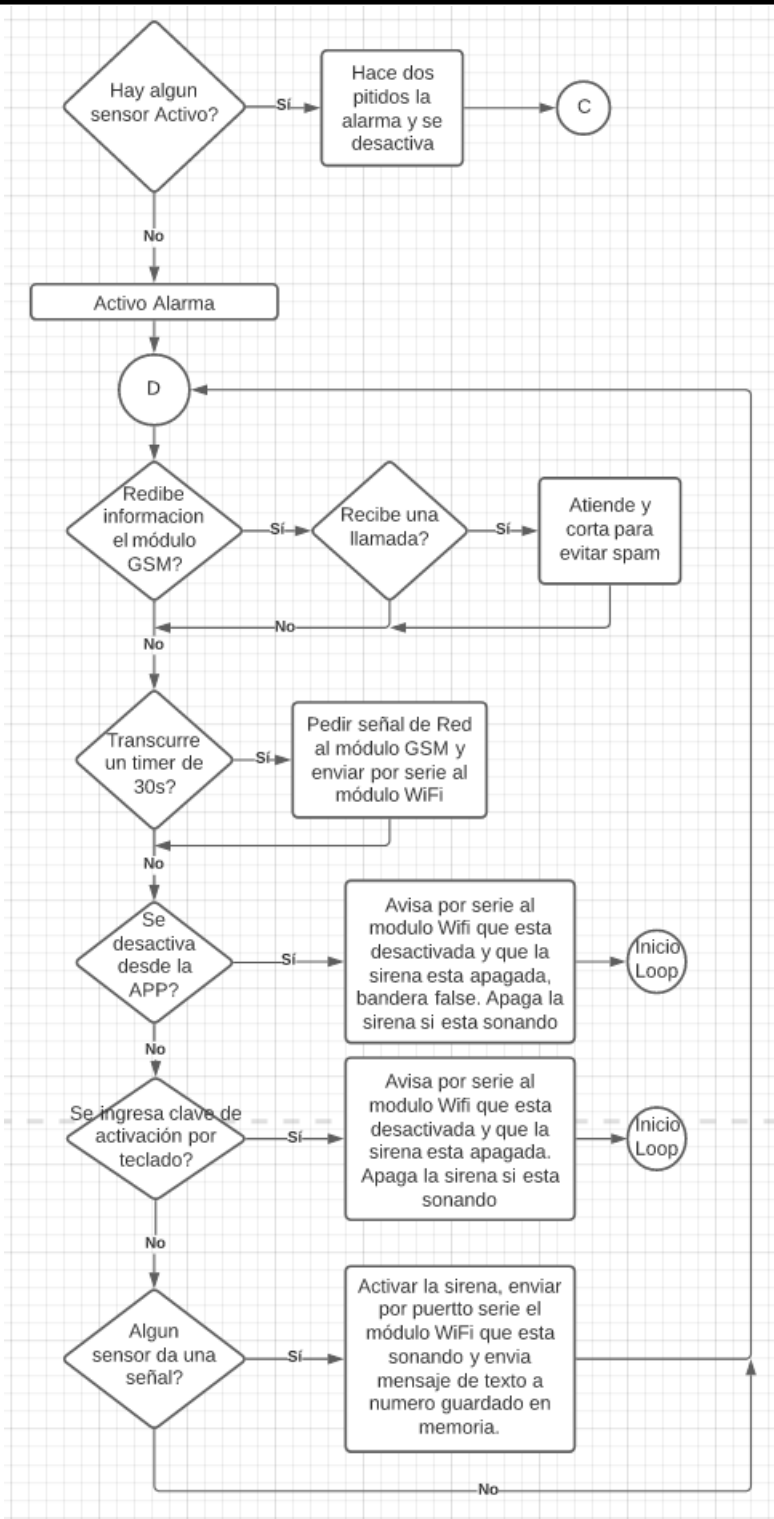 Hay algun
sensor Activo?
Sí
Hace dos
pitidos la
alarma y se
desactiva
C
No
Activo Alarma
D
Redibe
informacion
el módulo
GSM?
Sí
Recibe una
llamada?
Sí
Atiende y
corta para
evitar spam
No
No
Transcurre
un timer de
30s?
Sí
Pedir señal de Red
al módulo GSM y
enviar por serie al
módulo WiFi
No
Se
desactiva
desde la
APP?
Sí
Avisa por serie al
modulo Wifi que esta
desactivada y que la
sirena esta apagada,
bandera false. Apaga la
sirena si esta sonando
Inicio
Loop
No
Se ingresa clave de
activación por
teclado?
Sí
Avisa por serie al
modulo Wifi que esta
desactivada y que la
sirena esta apagada.
Apaga la sirena si esta
sonando
Inicio
Loop
No
Algun
sensor da una
señal?
Sí
Activar la sirena, enviar
por puertto serie el
módulo WiFi que esta
sonando y envia
mensaje de texto a
numero guardado en
memoria.
No